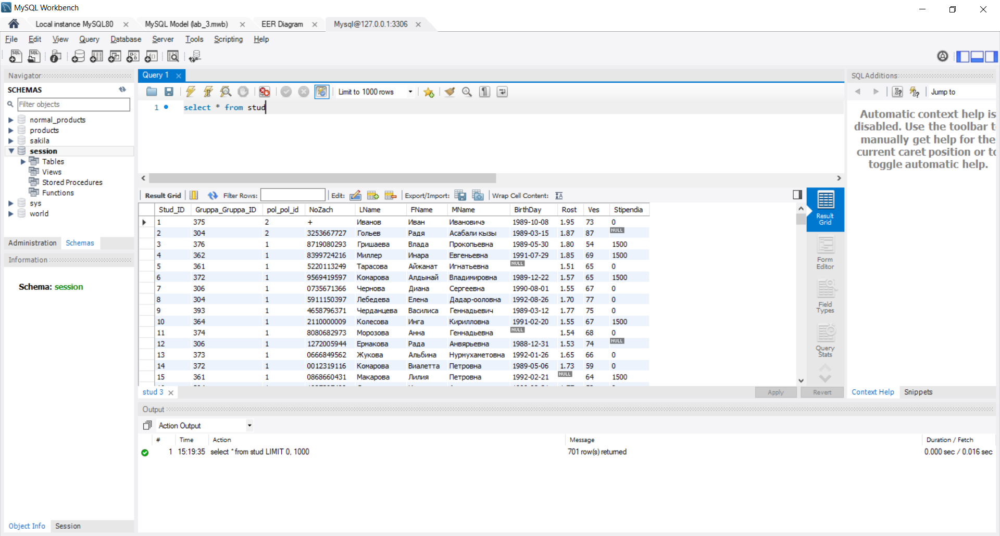 MySQL Workbench
Local instance MySQL80
MySQL Model (lab_3.mwb)
EER Diagram
Mysql@127.0.0.1:3306
File Edit View Query Database Server Tools Scripting Help
Navigator
SCHEMAS
Filter objects
normal_products
products
sakila
session
Tables
Views
Stored Procedures
Functions
sys
world
Administration Schemas
Information
Schema: session
Object Info Session
Query 1
Limit to 1000 rows
1 select * from stud
Result Grid Filter Rows: Edit: Export/Import: Wrap Cell Content:
Stud_ID Gruppa_Gruppa_ID pol_pol_id NoZach LName FName MName BirthDay Rost Ves Stipendia
1 375 2 + Иванов Иван Ивановичэ 1989-10-08 1.95 73 0
2 304 2 3253667727 Гольев Радя Асабали кызы 1989-03-15 1.87 87 NULL
3 376 1 8719080293 Гришаева Влада Прокопьевна 1989-05-30 1.80 54 1500
4 362 1 8399724216 Миллер Инара Евгеньевна 1991-07-29 1.85 69 1500
5 361 1 5220113249 Тарасова Айжанат Игнатьевна NULL 1.51 65 0
6 372 1 9569419597 Комарова Алдынай Владимировна 1989-12-22 1.57 65 1500
7 306 1 0735671366 Чернова Диана Сергеевна 1990-08-01 1.55 67 0
8 304 1 5911150397 Лебедева Елена Дадар-ооловна 1992-08-26 1.70 77 0
9 393 1 4658796371 Черданцева Василиса Геннадьевич 1989-03-12 1.77 75 0
10 364 1 2110000009 Колесова Инга Кирилловна 1991-02-20 1.55 67 1500
11 374 1 8080682973 Морозова Анна Геннадьевна NULL 1.54 68 0
12 306 1 1272005944 Ермакова Рада Анвярьевна 1988-12-31 1.53 74 NULL
13 373 1 0666849562 Жукова Альбина Нурмухаметовна 1992-01-26 1.65 66 0
14 372 1 0012319116 Комарова Виалетта Петровна 1989-05-06 1.73 59 0
15 361 1 0868660431 Макарова Лилия Петровна 1992-02-21 NULL 64 1500
Result
Grid
Form
Editor
Field
Types
Query
Stats
stud 3
Apply Revert
SQLAdditions
Jump to
Automatic context help is
disabled. Use the toolbar t
manually get help for the
current caret position or to
toggle automatic help.
Context Help Snippets
Output
Action Output
# Time Action Message Duration / Fetch
1 15:19:35 select * from stud LIMIT 0, 1000 701 row(s) returned 0.000 sec / 0.016 sec